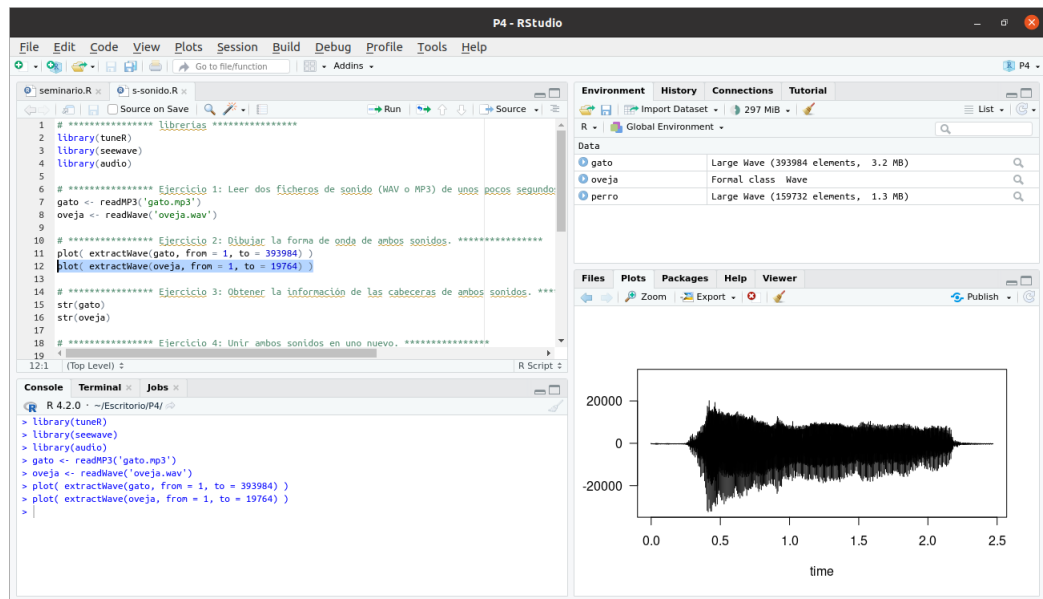 P4 - RStudio
File Edit Code View Plots Session Build Debug Profile Tools Help
Go to file/function Addins P4
seminario.R × s-sonido.R ×
Source on Save Run Source
1 # **************** librerias ****************
2 library(tuneR)
3 library(seewave)
4 library(audio)
5
6 # **************** Ejercicio 1: Leer dos ficheros de sonido (WAV o MP3) de unos pocos segundo
7 gato <- readMP3('gato.mp3')
8 oveja <- readWave('oveja.wav')
9
10 # **************** Ejercicio 2: Dibujar la forma de onda de ambos sonidos. ****************
11 plot( extractWave(gato, from = 1, to = 393984) )
12 plot( extractWave(oveja, from = 1, to = 19764) )
13
14 # **************** Ejercicio 3: Obtener la información de las cabeceras de ambos sonidos. ***
15 str(gato)
16 str(oveja)
17
18 # **************** Ejercicio 4: Unir ambos sonidos en uno nuevo. ****************
19
12:1 (Top Level) R Script
Console Terminal × Jobs ×
R 4.2.0 · ~/Escritorio/P4/
> library(tuneR)
> library(seewave)
> library(audio)
> gato <- readMP3('gato.mp3')
> oveja <- readWave('oveja.wav')
> plot( extractWave(gato, from = 1, to = 393984) )
> plot( extractWave(oveja, from = 1, to = 19764) )
>
Environment History Connections Tutorial
Import Dataset 297 MiB List
R Global Environment
Data
gato Large Wave (393984 elements, 3.2 MB)
oveja Formal class Wave
perro Large Wave (159732 elements, 1.3 MB)
Files Plots Packages Help Viewer
Zoom Export Publish
20000
0
-20000
0.0 0.5 1.0 1.5 2.0 2.5
time